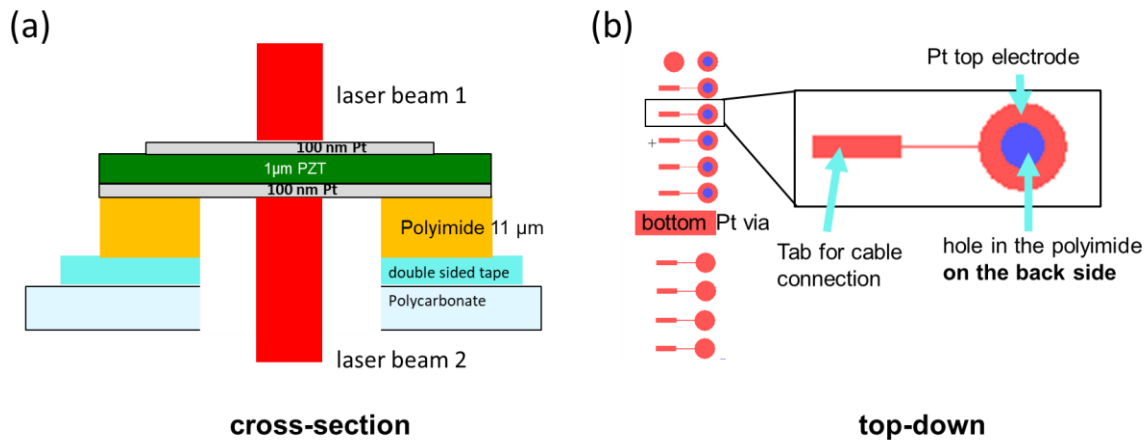 (a)
laser beam 1
100 nm Pt
1µm PZT
100 nm Pt
Polyimide 11 µm
double sided tape
Polycarbonate
laser beam 2
cross-section
(b)
Pt top electrode
+
bottom Pt via
Tab for cable
connection
hole in the polyimide
on the back side
top-down